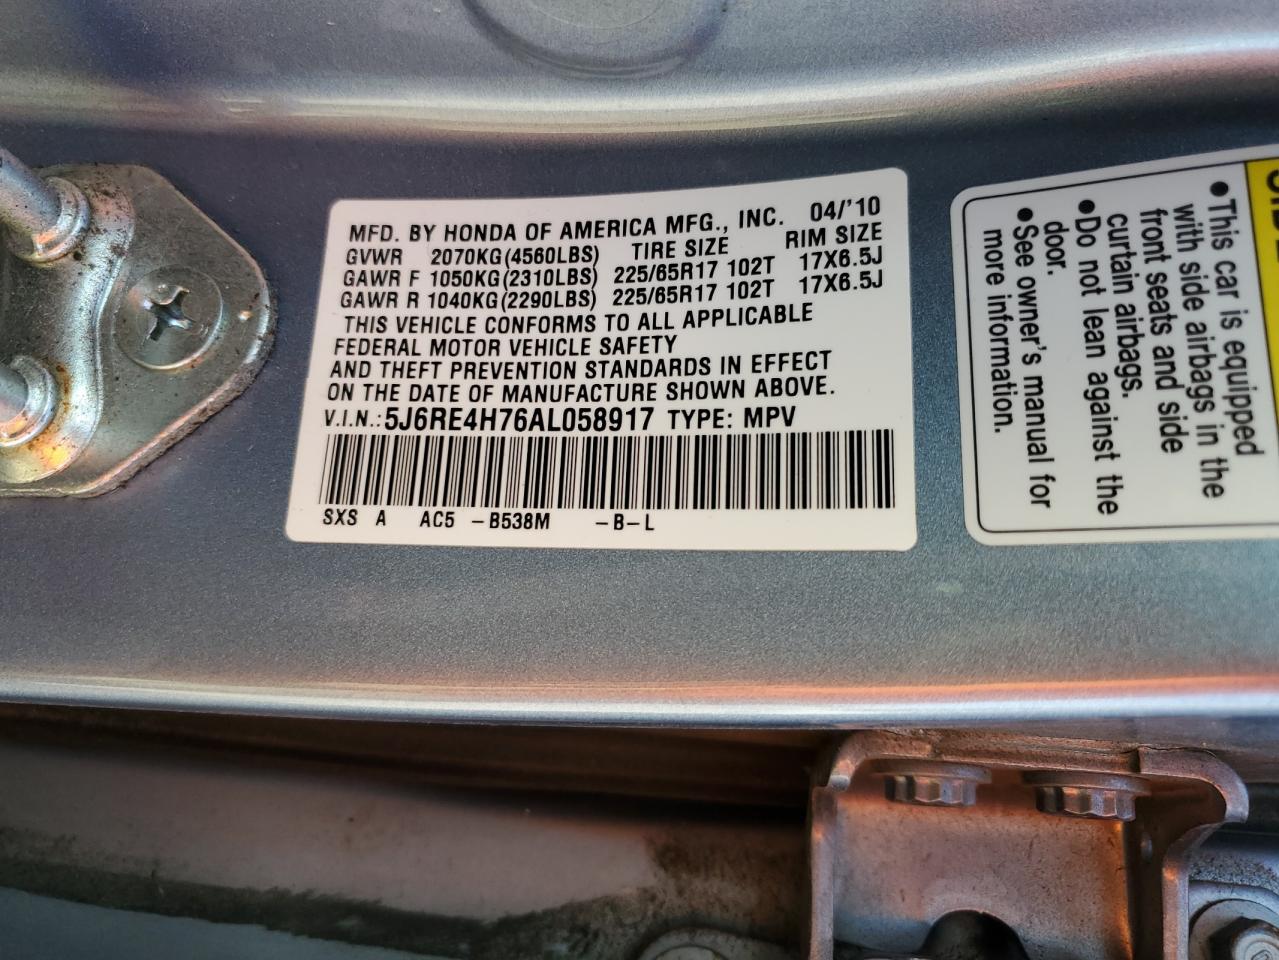 MFD. BY HONDA OF AMERICA MFG., INC. 04/'10
GVWR 2070KG(4560LBS) TIRE SIZE RIM SIZE
GAWR F 1050KG(2310LBS) 225/65R17 102T 17X6.5J
GAWR R 1040KG(2290LBS) 225/65R17 102T 17X6.5J
THIS VEHICLE CONFORMS TO ALL APPLICABLE
FEDERAL MOTOR VEHICLE SAFETY
AND THEFT PREVENTION STANDARDS IN EFFECT
ON THE DATE OF MANUFACTURE SHOWN ABOVE.
V.I.N.: 5J6RE4H76AL058917 TYPE: MPV
SXS A AC5 -B538M -B-L
•This car is equipped
with side airbags in the
front seats and side
curtain airbags.
•Do not lean against the
door.
•See owner's manual for
more information.